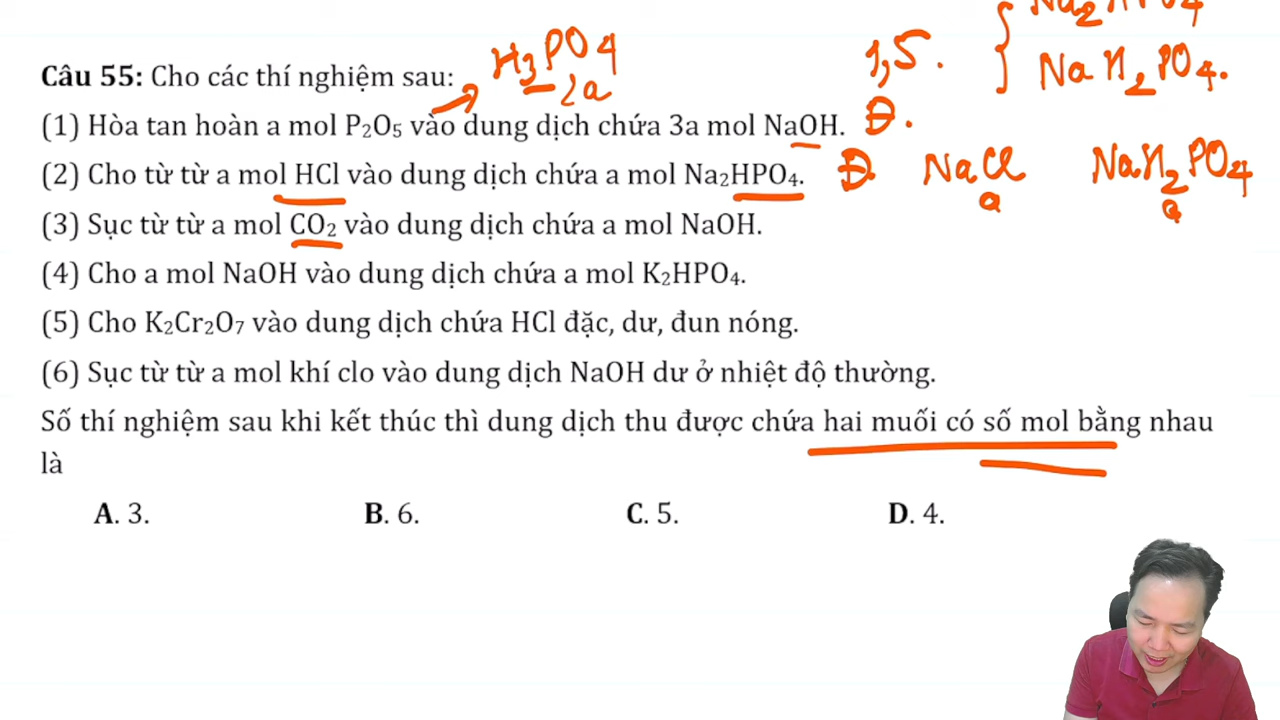 Na2HPO4
H3PO4
2a
1,5.
NaH2PO4.
Câu 55: Cho các thí nghiệm sau:
(1) Hòa tan hoàn a mol P2O5 vào dung dịch chứa 3a mol NaOH. Đ.
(2) Cho từ từ a mol HCl vào dung dịch chứa a mol Na2HPO4. Đ. NaCl NaH2PO4
a a
(3) Sục từ từ a mol CO2 vào dung dịch chứa a mol NaOH.
(4) Cho a mol NaOH vào dung dịch chứa a mol K2HPO4.
(5) Cho K2Cr2O7 vào dung dịch chứa HCl đặc, dư, đun nóng.
(6) Sục từ từ a mol khí clo vào dung dịch NaOH dư ở nhiệt độ thường.
Số thí nghiệm sau khi kết thúc thì dung dịch thu được chứa hai muối có số mol bằng nhau
là
A. 3. B. 6. C. 5. D. 4.